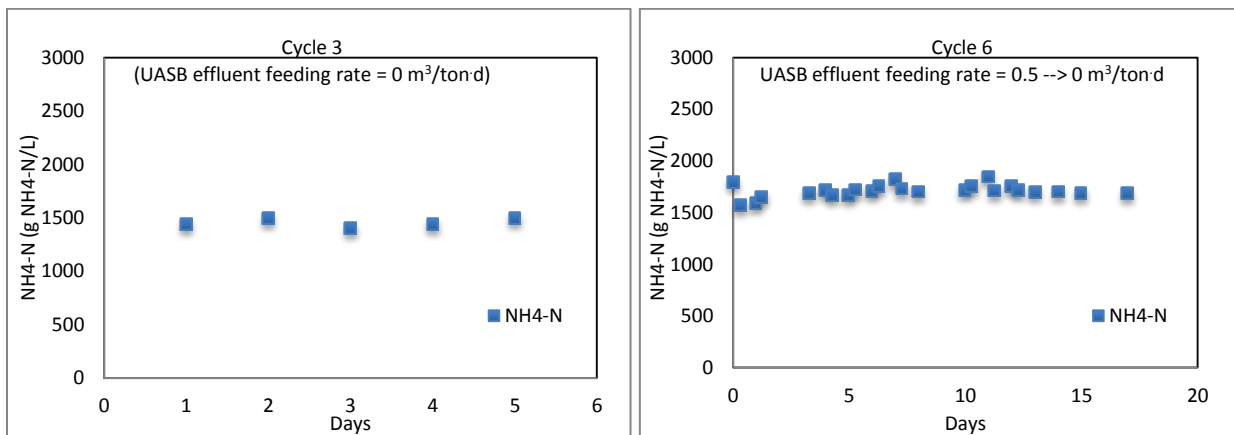 Cycle 3
(UASB effluent feeding rate = 0 m³/ton·d)
NH4-N (g NH4-N/L)
3000
2500
2000
1500
1000
500
0
NH4-N
0 1 2 3 4 5 6
Days
Cycle 6
UASB effluent feeding rate = 0.5 --> 0 m³/ton·d
NH4-N (g NH4-N/L)
3000
2500
2000
1500
1000
500
0
NH4-N
0 5 10 15 20
Days